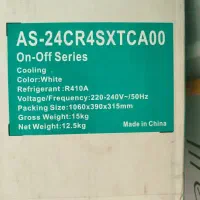 AS-24CR4SXTCA00
On-Off Series
Cooling
Color:White
Refrigerant : R410A
Voltage/Frequency:220-240V~/50Hz
Packing Size:1060x390x315mm
Gross Weight:15kg
Net Weight:12.5kg
Made in China